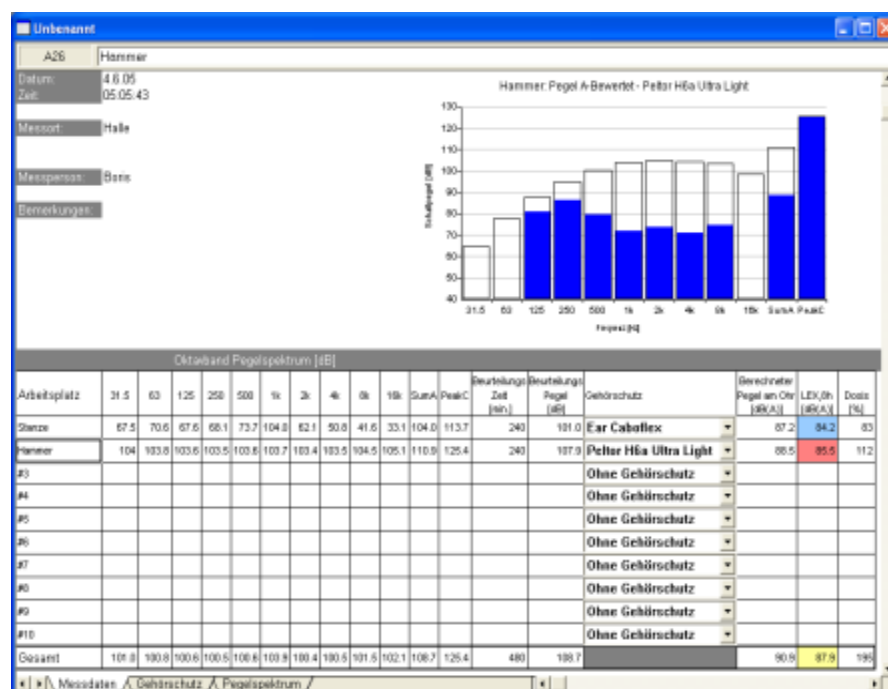 Unbenannt
A26 Hammer
Datum: 4.6.05
Zeit: 05:05:43
Messort: Halle
Messperson: Boris
Bemerkungen:
Hammer: Pegel A-Bewertet - Peltor H6a Ultra Light
130
120
110
100
90
80
70
60
50
40
Schallpegel [dB]
31.5 63 125 250 500 1k 2k 4k 8k 16k SumA PeakC
Oktavband Pegelspektrum [dB]
Arbeitsplatz 31.5 63 125 250 500 1k 2k 4k 8k 16k SumA PeakC Beurteilungs Zeit [min.] Beurteilungs Pegel [dB] Gehörschutz Berechneter Pegel am Ohr [dB(A)] LEX,8h [dB(A)] Dosis [%]
Stanze 67.5 70.6 67.6 68.1 73.7 104.0 62.1 50.8 41.6 33.1 104.0 113.7 240 101.0 Ear Caboflex 87.2 84.2 83
Hammer 104 103.8 103.6 103.5 103.6 103.7 103.4 103.5 104.5 105.1 110.9 125.4 240 107.9 Peltor H6a Ultra Light 88.5 85.5 112
#3 Ohne Gehörschutz
#4 Ohne Gehörschutz
#5 Ohne Gehörschutz
#6 Ohne Gehörschutz
#7 Ohne Gehörschutz
#8 Ohne Gehörschutz
#9 Ohne Gehörschutz
#10 Ohne Gehörschutz
Gesamt 101.0 100.8 100.6 100.5 100.6 103.9 100.4 100.5 101.5 102.1 108.7 125.4 480 108.7 90.9 87.9 195
Messdaten Gehörschutz Pegelspektrum